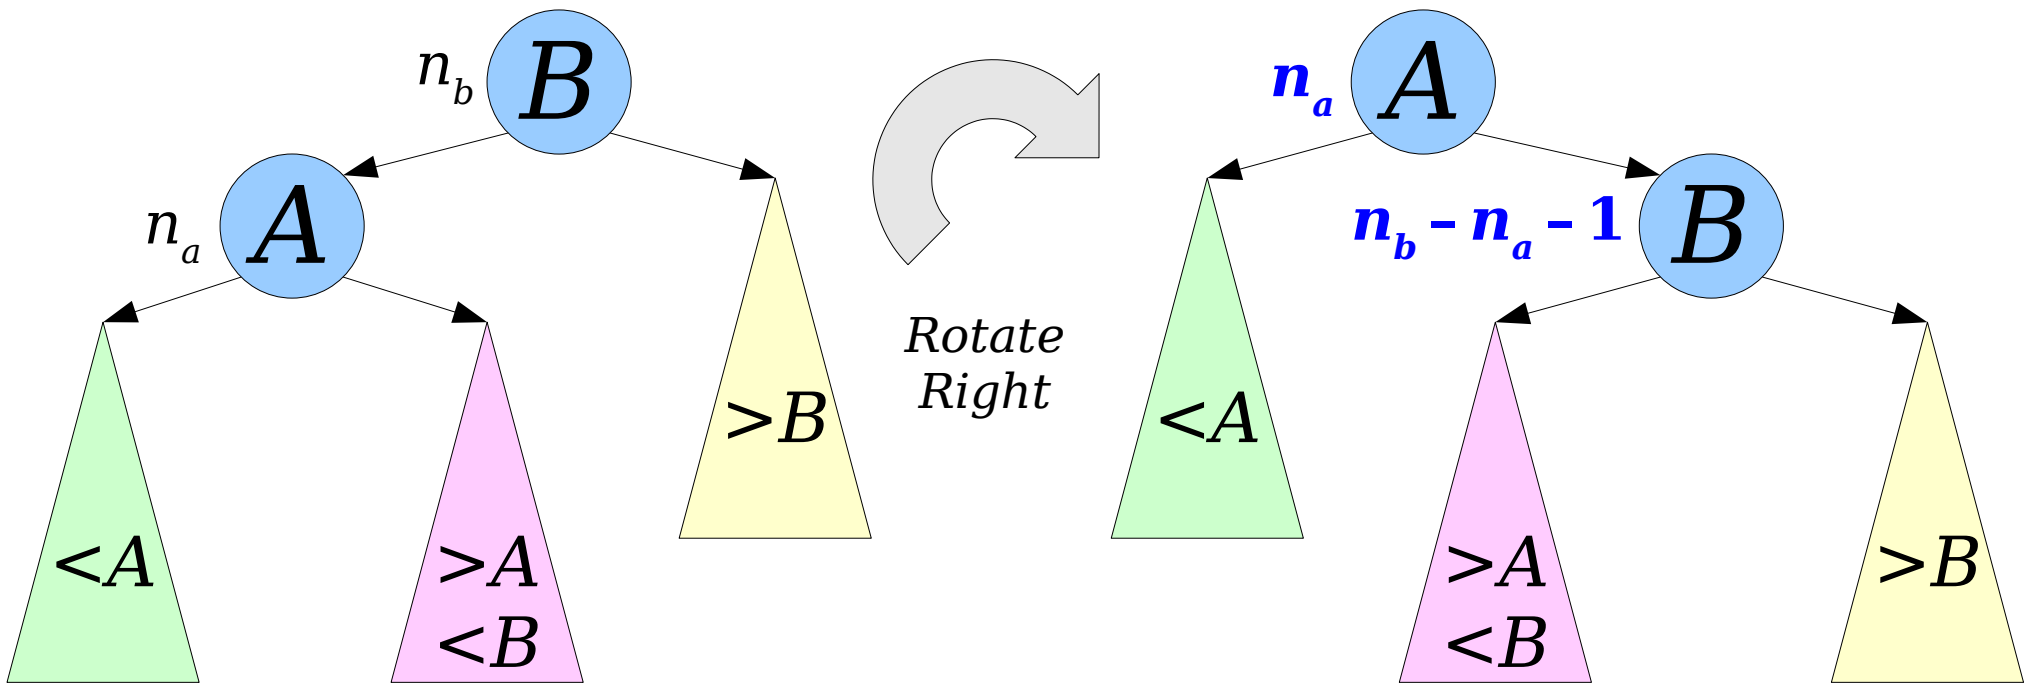 n_b
B
n_a
A
<A
>A
<B
>B
Rotate
Right
n_a
A
n_b – n_a – 1
B
<A
>A
<B
>B